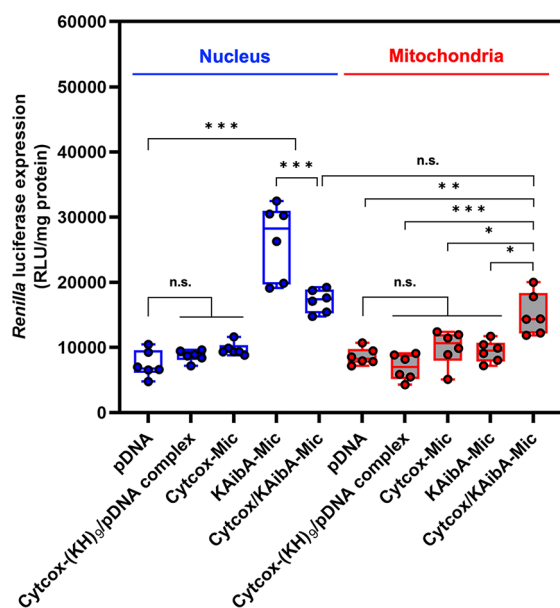 60000
50000
40000
30000
20000
10000
0
Renilla luciferase expression
(RLU/mg protein)
Nucleus
Mitochondria
* * *
* * *
n.s.
* *
* * *
*
*
n.s.
n.s.
pDNA
Cytcox-(KH)9/pDNA complex
Cytcox-Mic
KAibA-Mic
Cytcox/KAibA-Mic
pDNA
Cytcox-(KH)9/pDNA complex
Cytcox-Mic
KAibA-Mic
Cytcox/KAibA-Mic